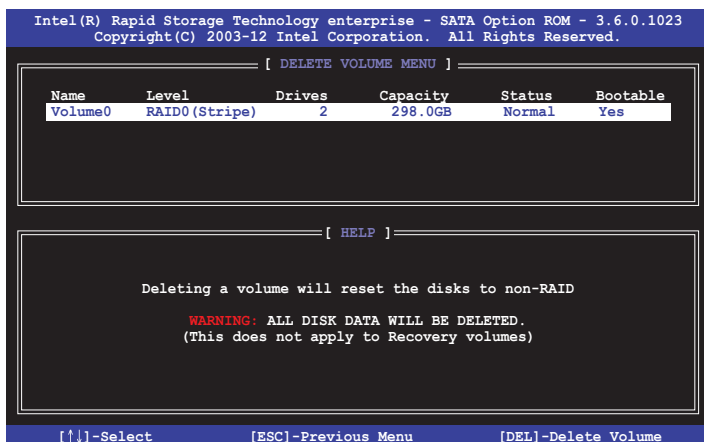 Intel(R) Rapid Storage Technology enterprise - SATA Option ROM - 3.6.0.1023
Copyright(C) 2003-12 Intel Corporation. All Rights Reserved.
[ DELETE VOLUME MENU ]
Name Level Drives Capacity Status Bootable
Volume0 RAID0(Stripe) 2 298.0GB Normal Yes
[ HELP ]
Deleting a volume will reset the disks to non-RAID
WARNING: ALL DISK DATA WILL BE DELETED.
(This does not apply to Recovery volumes)
[↑↓]-Select [ESC]-Previous Menu [DEL]-Delete Volume